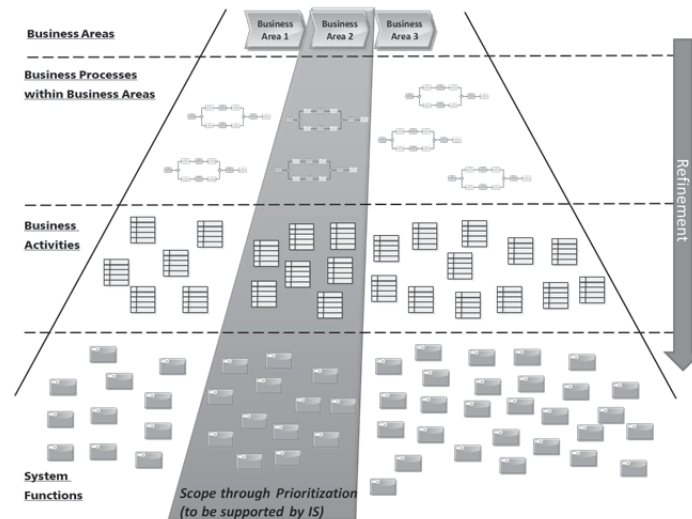 Business Areas
Business Area 1
Business Area 2
Business Area 3
Business Processes
within Business Areas
Refinement
Business
Activities
System
Functions
Scope through Prioritization
(to be supported by IS)